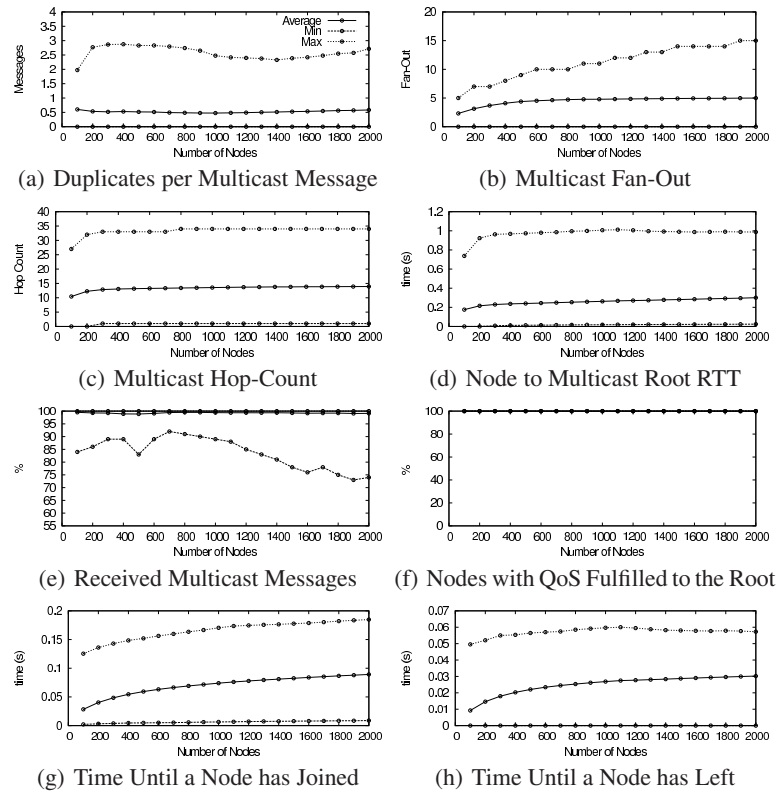 4
3.5
3
2.5
2
1.5
1
0.5
0
Messages
Average
Min
Max
0 200 400 600 800 1000 1200 1400 1600 1800 2000
Number of Nodes
(a) Duplicates per Multicast Message
20
15
10
5
0
Fan-Out
0 200 400 600 800 1000 1200 1400 1600 1800 2000
Number of Nodes
(b) Multicast Fan-Out
40
35
30
25
20
15
10
5
0
Hop Count
0 200 400 600 800 1000 1200 1400 1600 1800 2000
Number of Nodes
(c) Multicast Hop-Count
1.2
1
0.8
0.6
0.4
0.2
0
time (s)
0 200 400 600 800 1000 1200 1400 1600 1800 2000
Number of Nodes
(d) Node to Multicast Root RTT
100
95
90
85
80
75
70
65
60
55
%
0 200 400 600 800 1000 1200 1400 1600 1800 2000
Number of Nodes
(e) Received Multicast Messages
100
80
60
40
20
0
%
0 200 400 600 800 1000 1200 1400 1600 1800 2000
Number of Nodes
(f) Nodes with QoS Fulfilled to the Root
0.2
0.15
0.1
0.05
0
time (s)
0 200 400 600 800 1000 1200 1400 1600 1800 2000
Number of Nodes
(g) Time Until a Node has Joined
0.07
0.06
0.05
0.04
0.03
0.02
0.01
0
time (s)
0 200 400 600 800 1000 1200 1400 1600 1800 2000
Number of Nodes
(h) Time Until a Node has Left